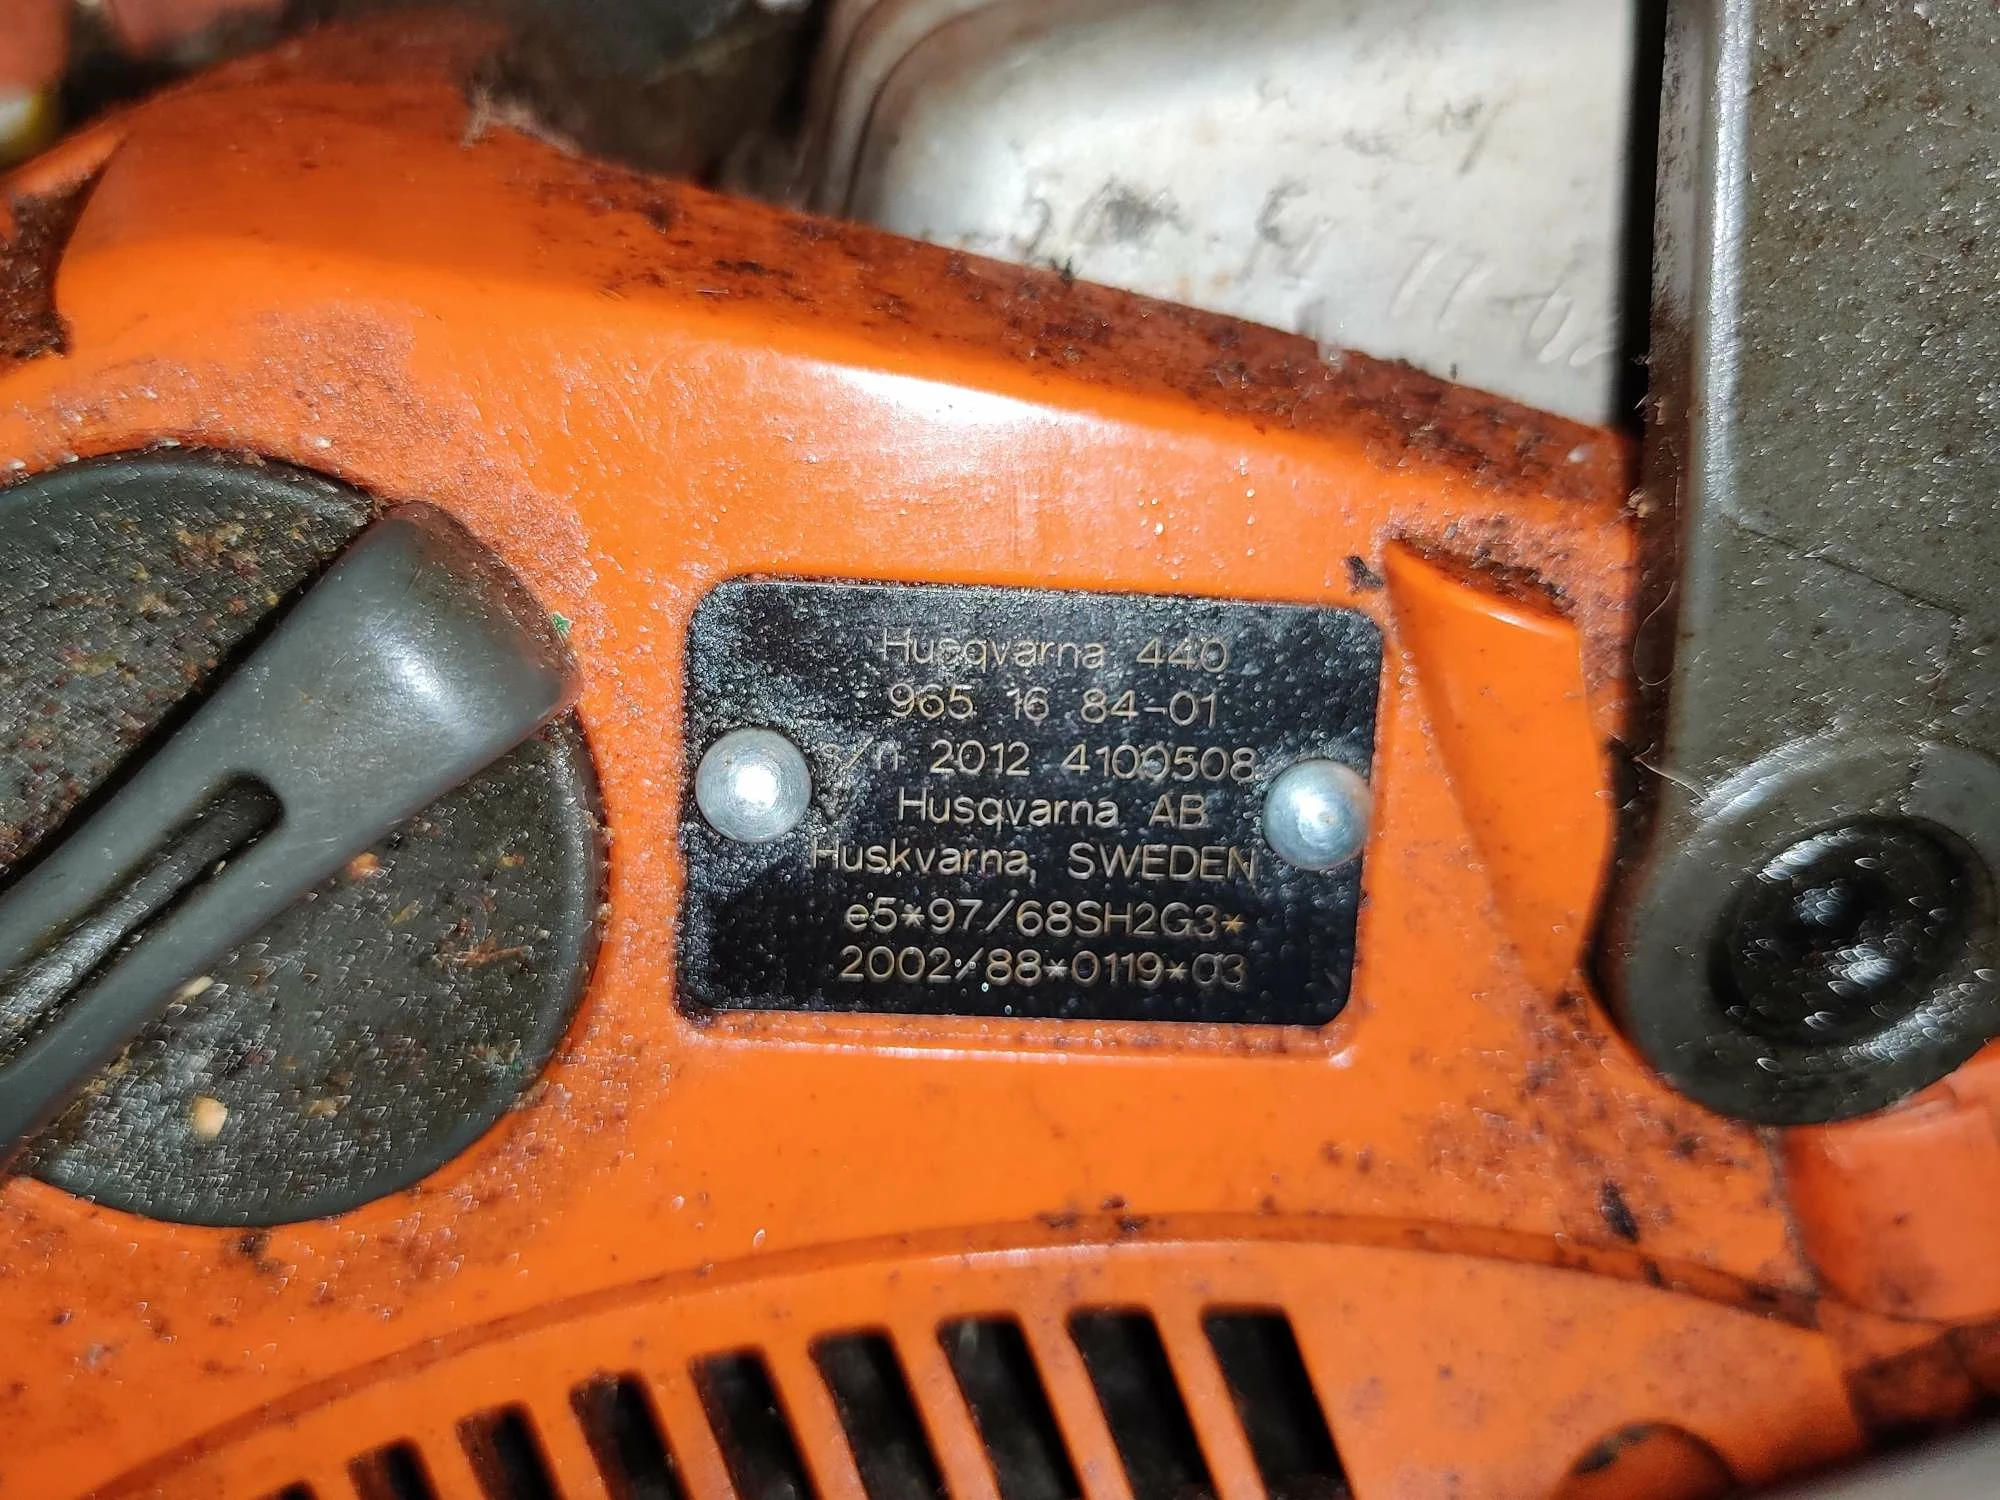 Husqvarna 440
965 16 84-01
s/n 2012 4100508
Husqvarna AB
Huskvarna, SWEDEN
e5*97/68SH2G3*
2002/88*0119*03